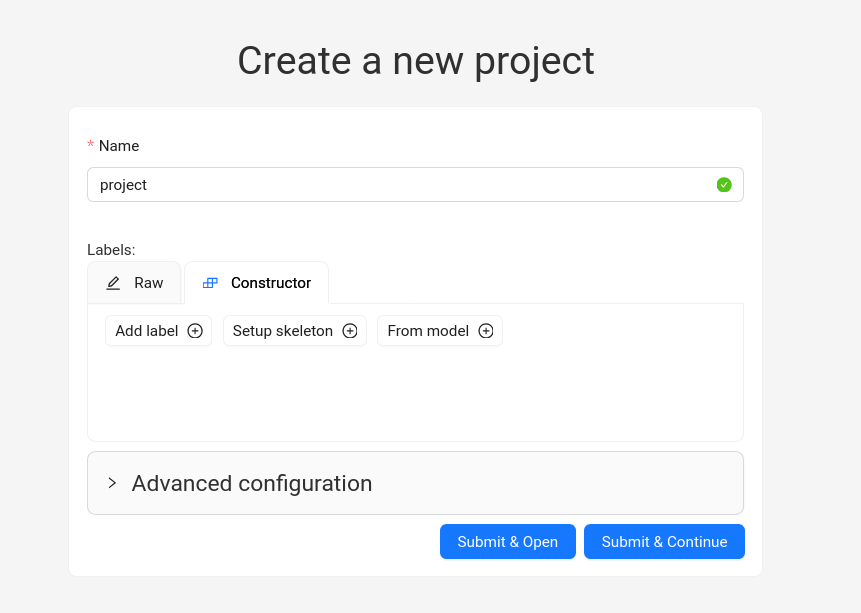 Create a new project
* Name
project
Labels:
Raw Constructor
Add label Setup skeleton From model
Advanced configuration
Submit & Open Submit & Continue